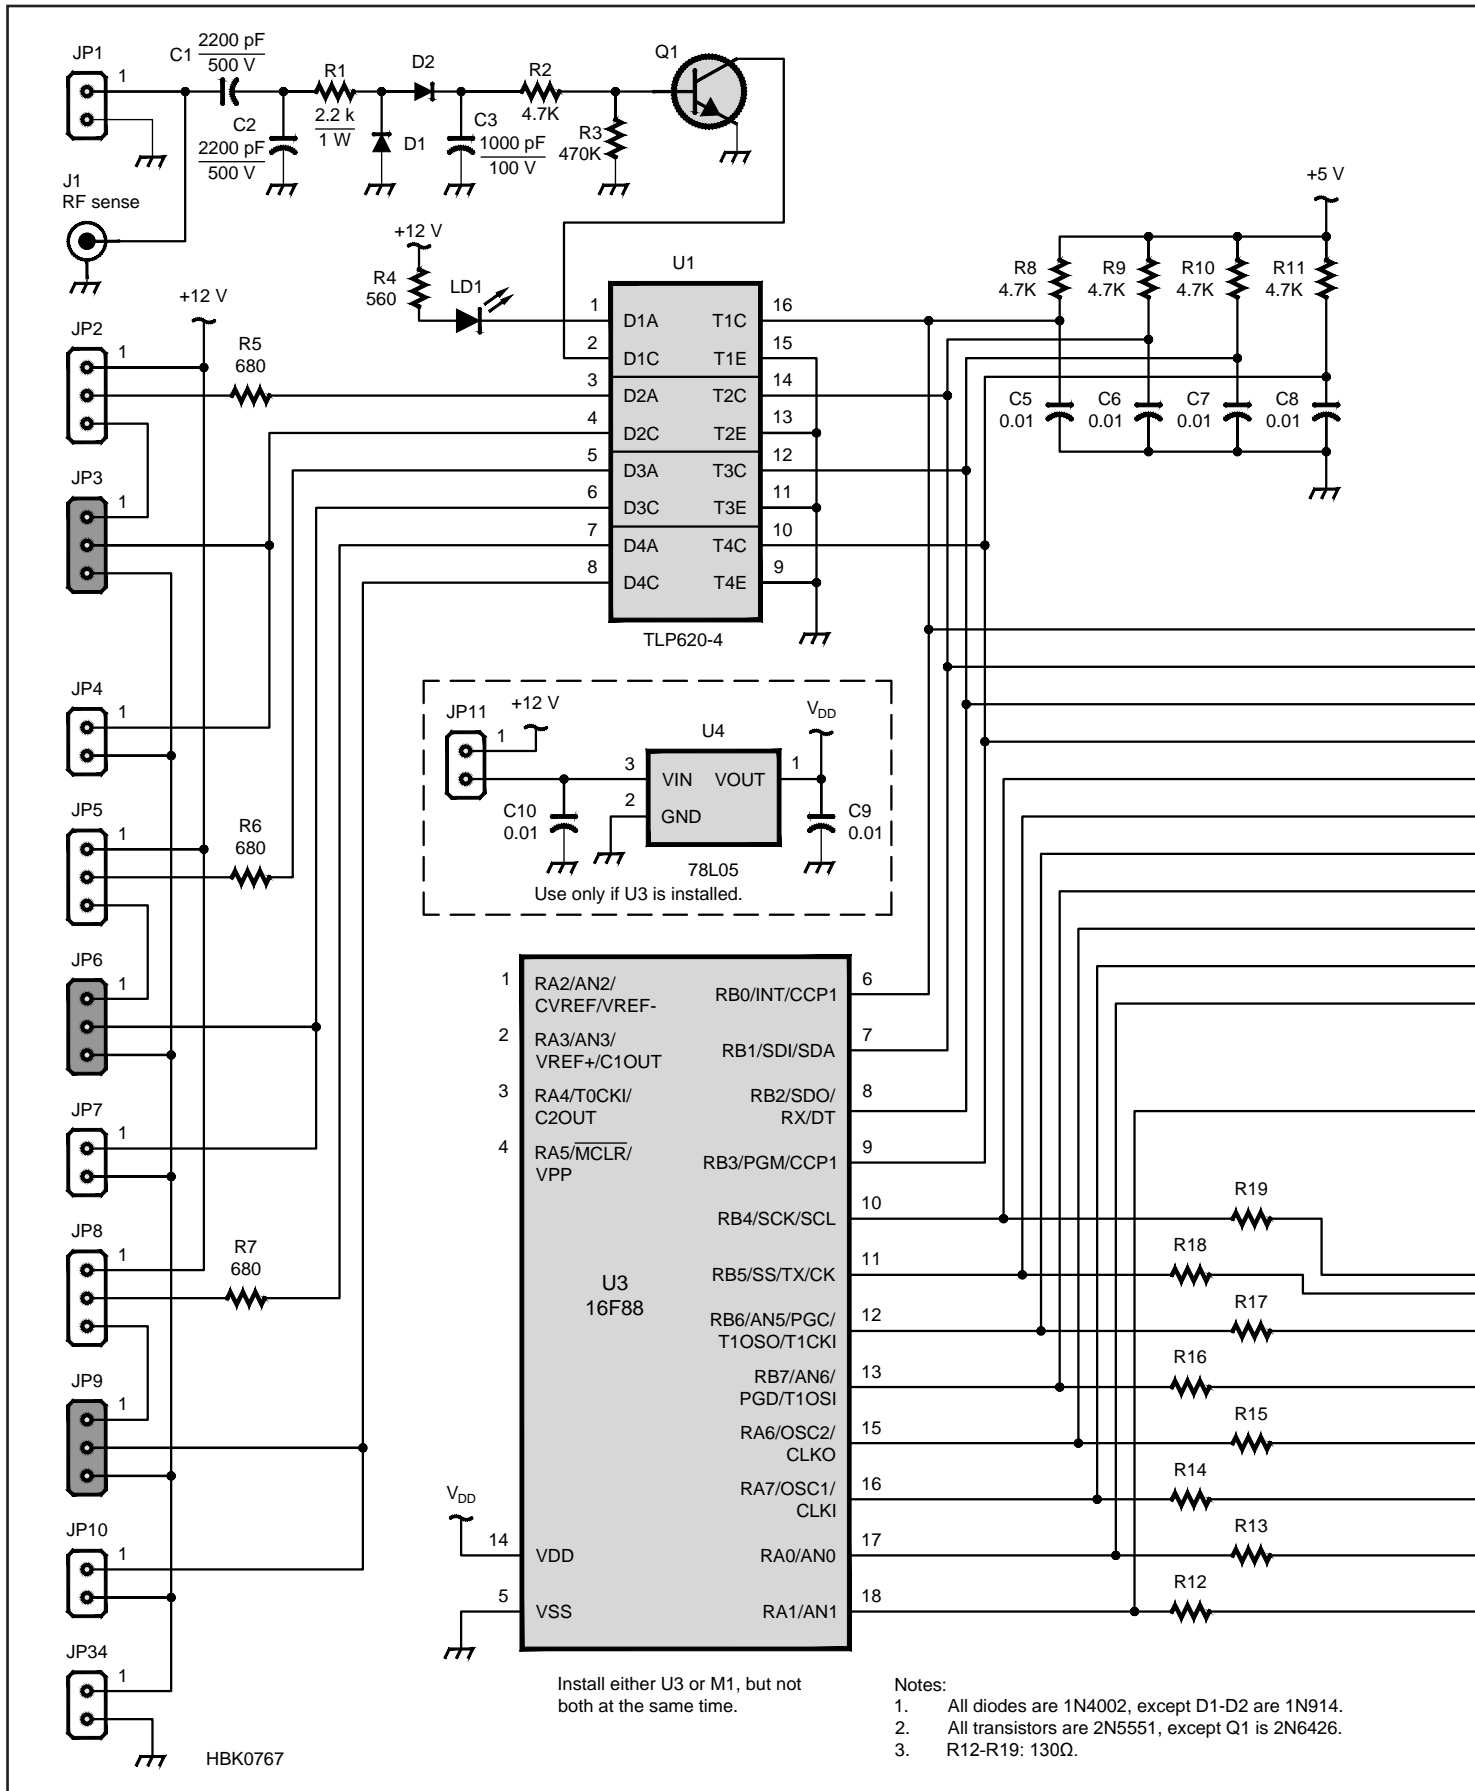 JP1
1
C1
2200 pF
500 V
R1
2.2 k
1 W
D2
R2
4.7K
Q1
C2
2200 pF
500 V
D1
C3
1000 pF
100 V
R3
470K
J1
RF sense
+12 V
R4
560
LD1
U1
+5 V
R8
4.7K
R9
4.7K
R10
4.7K
R11
4.7K
+12 V
JP2
1
R5
680
1
D1A
T1C
16
2
D1C
T1E
15
3
D2A
T2C
14
4
D2C
T2E
13
5
D3A
T3C
12
6
D3C
T3E
11
7
D4A
T4C
10
8
D4C
T4E
9
TLP620-4
C5
0.01
C6
0.01
C7
0.01
C8
0.01
JP3
1
JP4
1
JP11
1
+12 V
U4
VDD
3
VIN
VOUT
1
2
GND
C10
0.01
C9
0.01
78L05
Use only if U3 is installed.
JP5
1
R6
680
JP6
1
JP7
1
JP8
1
R7
680
JP9
1
JP10
1
JP34
1
1
RA2/AN2/
CVREF/VREF-
2
RA3/AN3/
VREF+/C1OUT
3
RA4/T0CKI/
C2OUT
4
RA5/MCLR/
VPP
U3
16F88
VDD
14
VDD
5
VSS
RB0/INT/CCP1
6
RB1/SDI/SDA
7
RB2/SDO/
RX/DT
8
RB3/PGM/CCP1
9
RB4/SCK/SCL
10
RB5/SS/TX/CK
11
RB6/AN5/PGC/
T1OSO/T1CKI
12
RB7/AN6/
PGD/T1OSI
13
RA6/OSC2/
CLKO
15
RA7/OSC1/
CLKI
16
RA0/AN0
17
RA1/AN1
18
R19
R18
R17
R16
R15
R14
R13
R12
Install either U3 or M1, but not
both at the same time.
Notes:
1. All diodes are 1N4002, except D1-D2 are 1N914.
2. All transistors are 2N5551, except Q1 is 2N6426.
3. R12-R19: 130Ω.
HBK0767